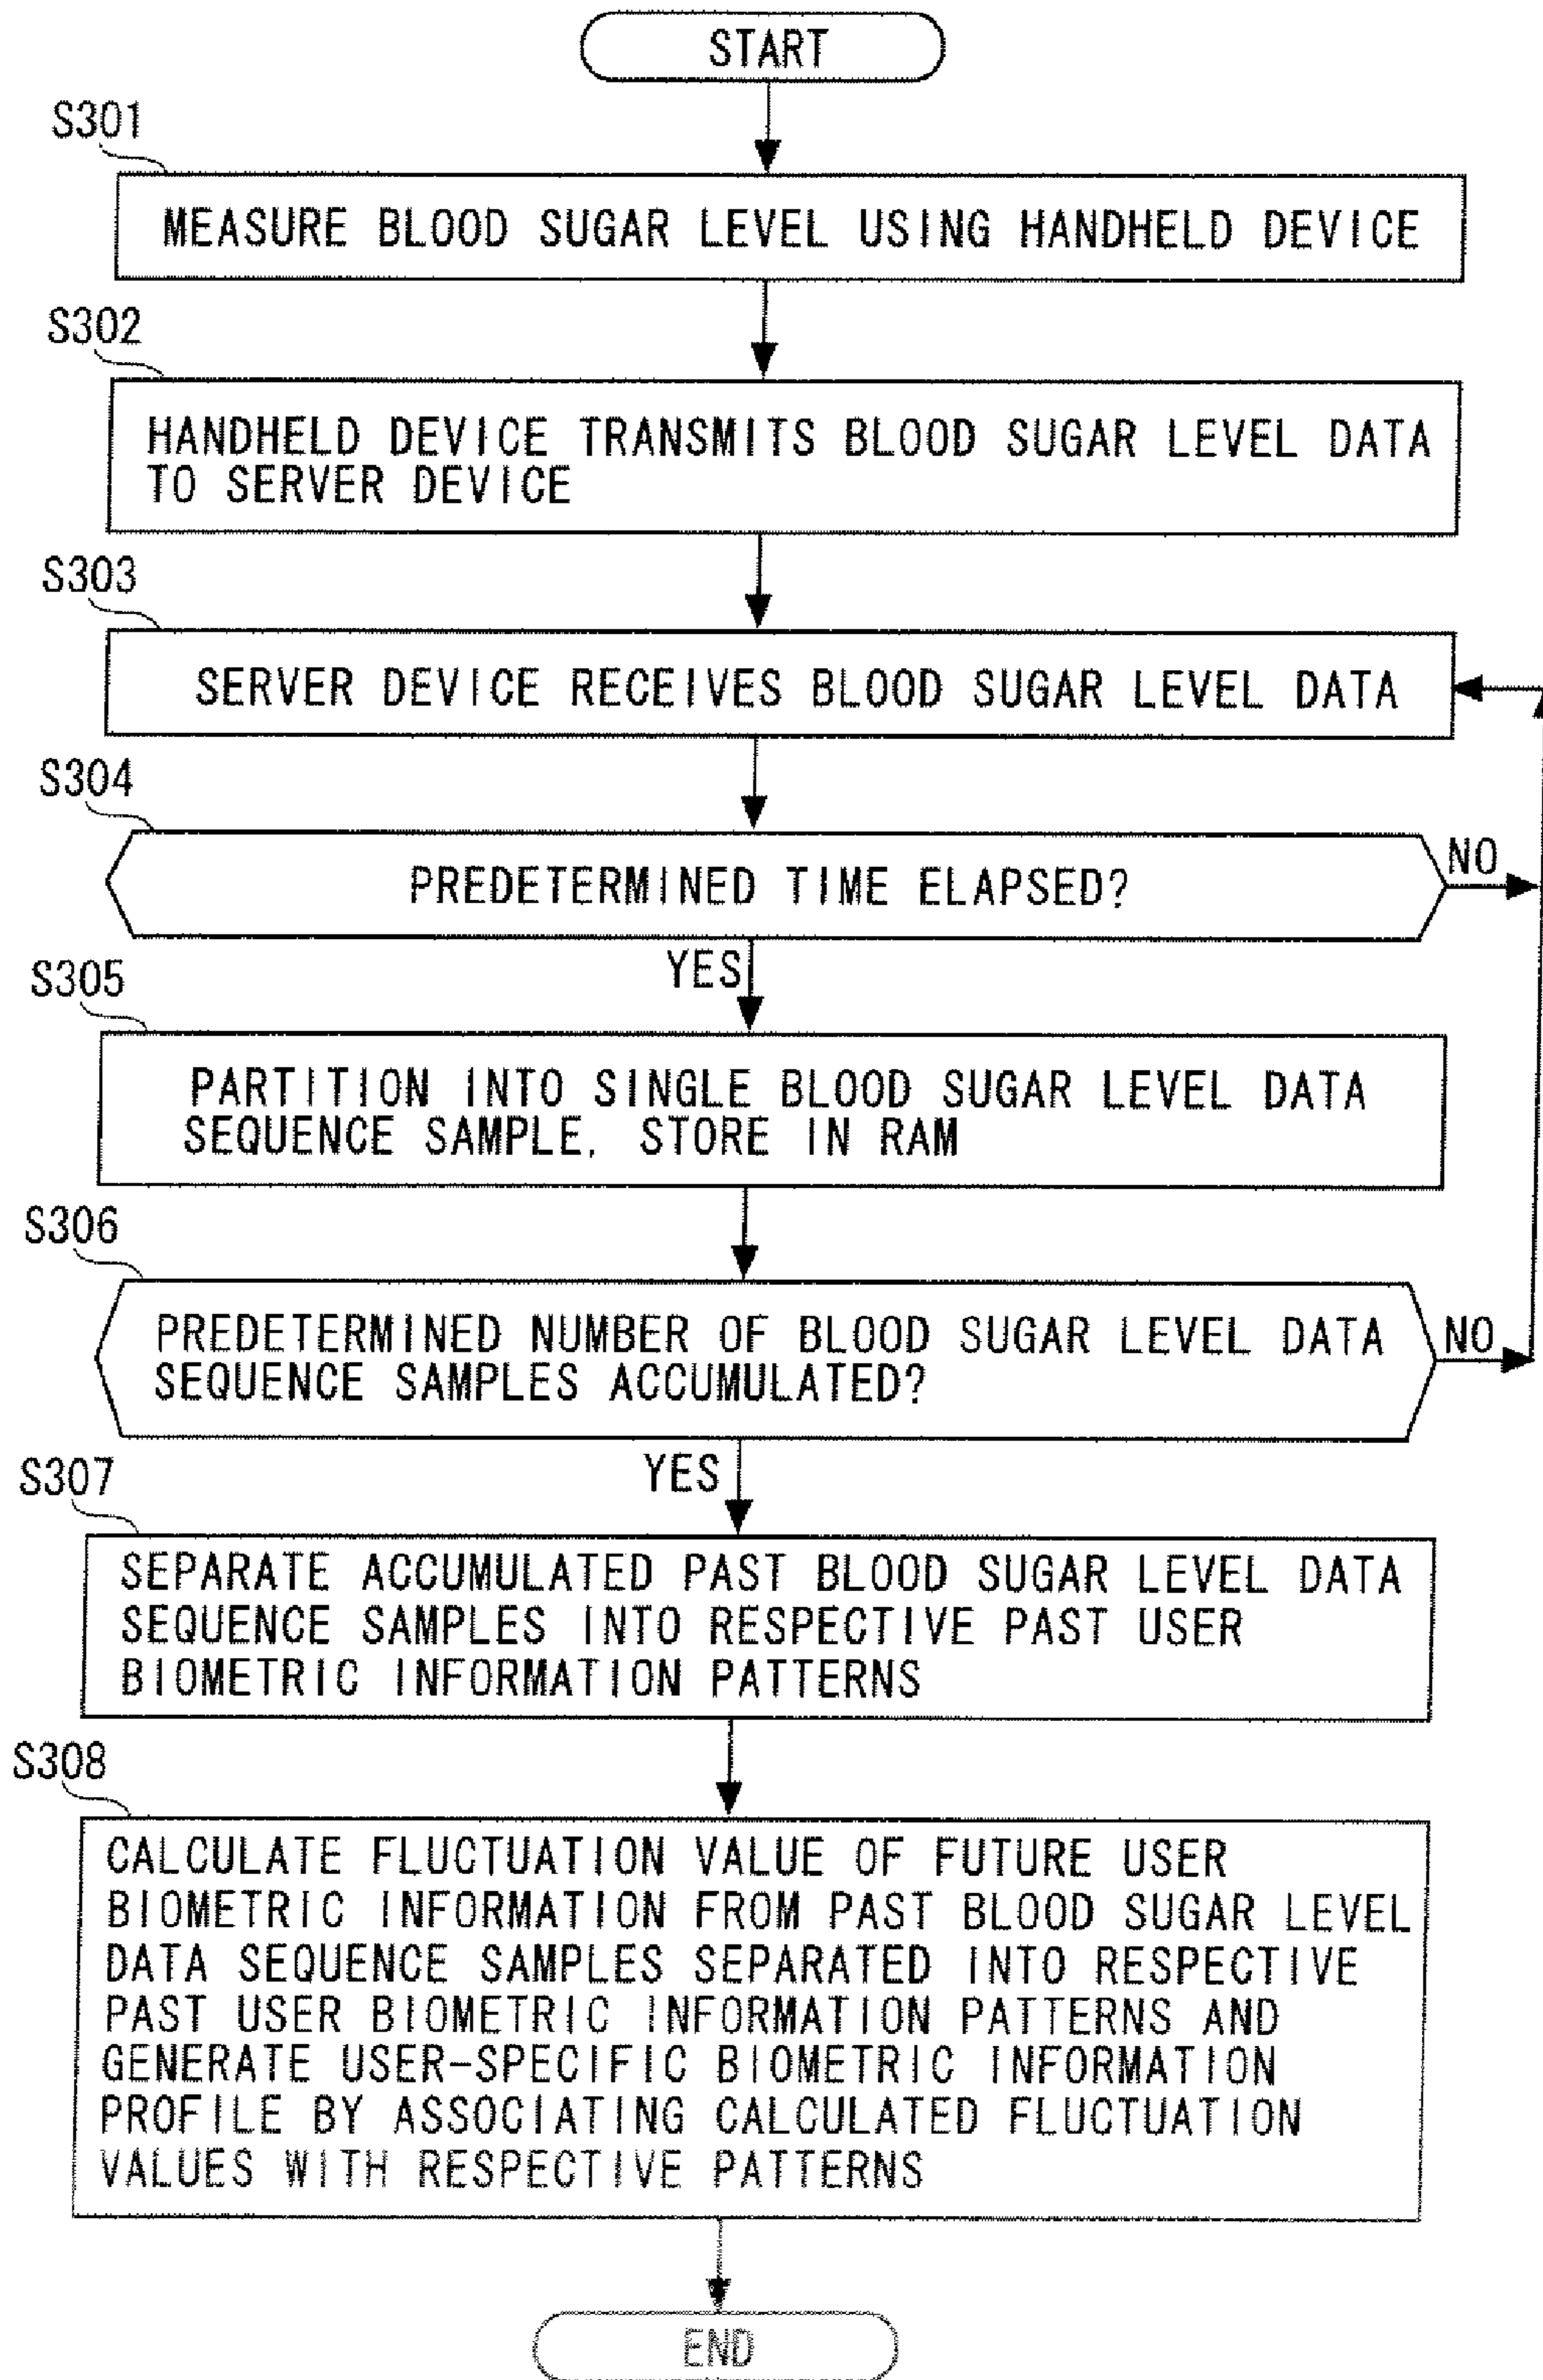 START
S301
MEASURE BLOOD SUGAR LEVEL USING HANDHELD DEVICE
S302
HANDHELD DEVICE TRANSMITS BLOOD SUGAR LEVEL DATA
TO SERVER DEVICE
S303
SERVER DEVICE RECEIVES BLOOD SUGAR LEVEL DATA
S304
PREDETERMINED TIME ELAPSED?
NO
YES
S305
PARTITION INTO SINGLE BLOOD SUGAR LEVEL DATA
SEQUENCE SAMPLE, STORE IN RAM
S306
PREDETERMINED NUMBER OF BLOOD SUGAR LEVEL DATA
SEQUENCE SAMPLES ACCUMULATED?
NO
YES
S307
SEPARATE ACCUMULATED PAST BLOOD SUGAR LEVEL DATA
SEQUENCE SAMPLES INTO RESPECTIVE PAST USER
BIOMETRIC INFORMATION PATTERNS
S308
CALCULATE FLUCTUATION VALUE OF FUTURE USER
BIOMETRIC INFORMATION FROM PAST BLOOD SUGAR LEVEL
DATA SEQUENCE SAMPLES SEPARATED INTO RESPECTIVE
PAST USER BIOMETRIC INFORMATION PATTERNS AND
GENERATE USER-SPECIFIC BIOMETRIC INFORMATION
PROFILE BY ASSOCIATING CALCULATED FLUCTUATION
VALUES WITH RESPECTIVE PATTERNS
END